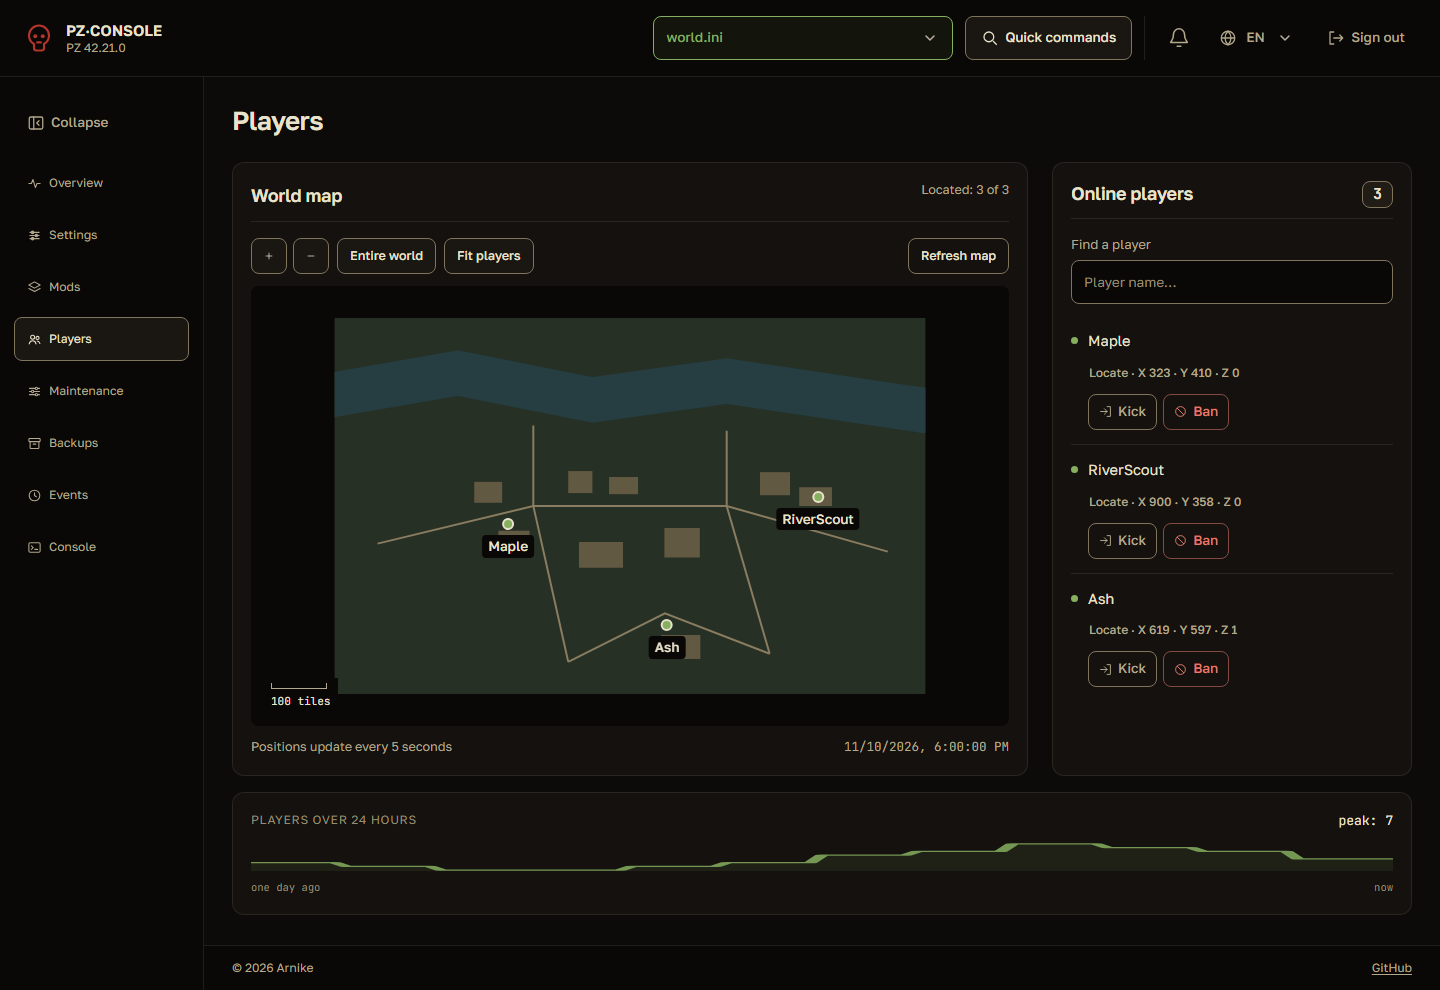 PZ·CONSOLE
PZ 42.21.0
world.ini
Quick commands
EN
Sign out
Collapse
Overview
Settings
Mods
Players
Maintenance
Backups
Events
Console
Players
World map
Located: 3 of 3
+
−
Entire world
Fit players
Refresh map
Maple
RiverScout
Ash
100 tiles
Positions update every 5 seconds
11/10/2026, 6:00:00 PM
Online players
3
Find a player
Player name...
Maple
Locate · X 323 · Y 410 · Z 0
Kick
Ban
RiverScout
Locate · X 900 · Y 358 · Z 0
Kick
Ban
Ash
Locate · X 619 · Y 597 · Z 1
Kick
Ban
PLAYERS OVER 24 HOURS
peak: 7
one day ago
now
© 2026 Arnike
GitHub